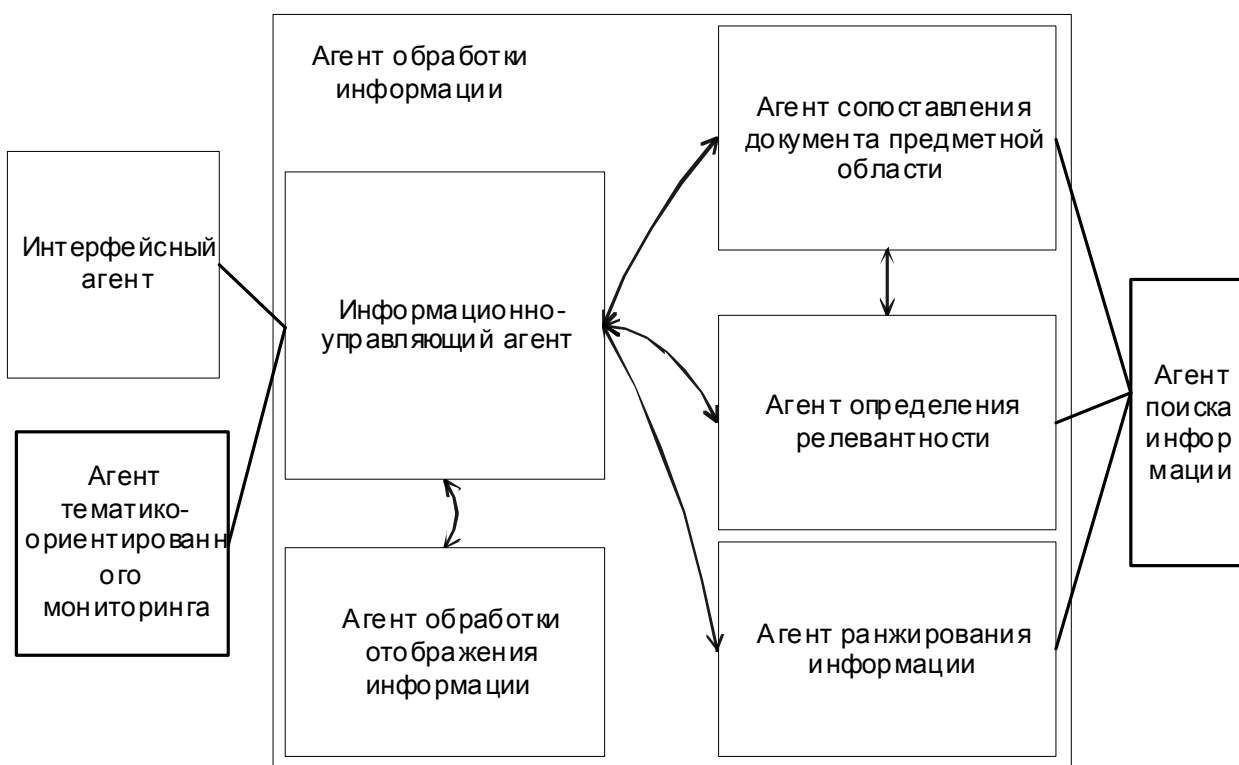 Агент обработки
информации
Агент сопоставления
документа предметной
области
Интерфейсный
агент
Информационно-
управляющий агент
Агент определения
релевантности
Агент
поиска
инфор
мации
Агент
тематико-
ориентированн
ого
мониторинга
Агент обработки
отображения
информации
Агент ранжирования
информации